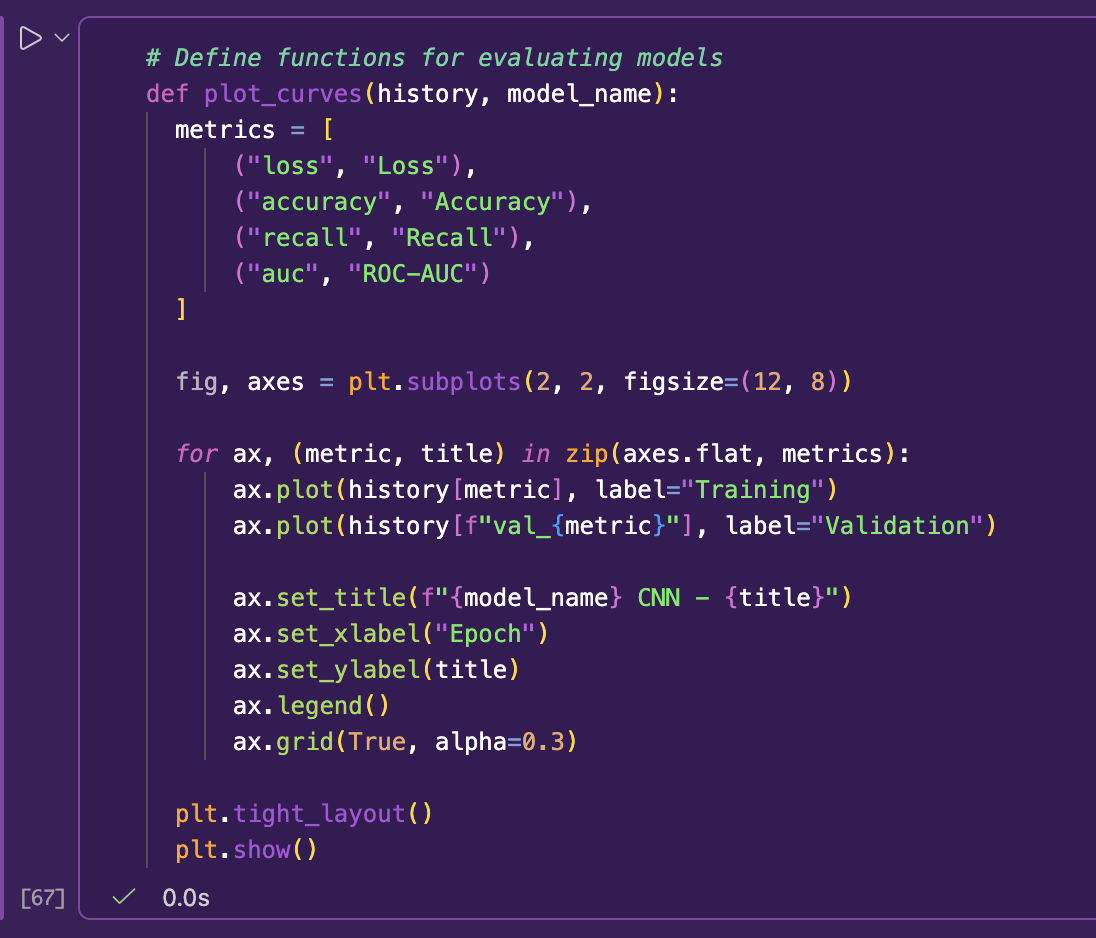 # Define functions for evaluating models
def plot_curves(history, model_name):
  metrics = [
      ("loss", "Loss"),
      ("accuracy", "Accuracy"),
      ("recall", "Recall"),
      ("auc", "ROC-AUC")
  ]

  fig, axes = plt.subplots(2, 2, figsize=(12, 8))

  for ax, (metric, title) in zip(axes.flat, metrics):
      ax.plot(history[metric], label="Training")
      ax.plot(history[f"val_{metric}"], label="Validation")

      ax.set_title(f"{model_name} CNN - {title}")
      ax.set_xlabel("Epoch")
      ax.set_ylabel(title)
      ax.legend()
      ax.grid(True, alpha=0.3)

  plt.tight_layout()
  plt.show()
[67] ✓ 0.0s